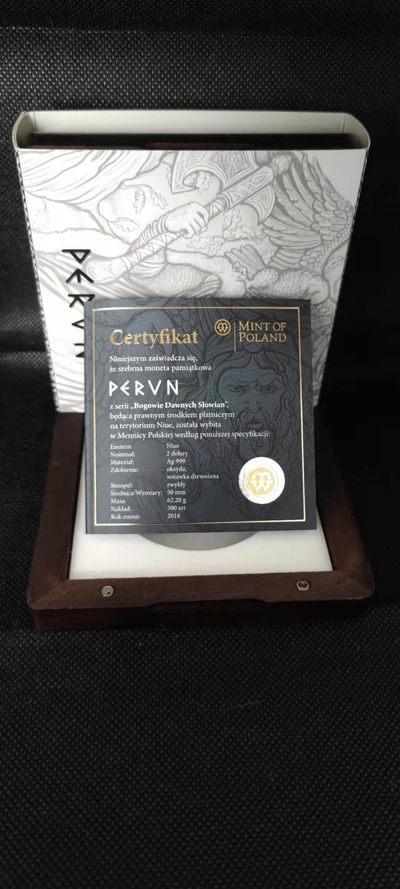 PERVN
Certyfikat
MINT OF
POLAND
Niniejszym zaświadcza się,
że srebrna moneta pamiątkowa
PERVN
z serii „Bogowie Dawnych Słowian”,
będąca prawnym środkiem płatniczym
na terytorium Niue, została wybita
w Mennicy Polskiej według poniższej specyfikacji:
Emitent Niue
Nominał: 2 dolary
Materiał: Ag 999
Zdobienie: oksyda,
wstawka drewniana
Stempel: zwykły
Średnica/Wymiary: 50 mm
Masa: 62,20 g
Nakład: 500 szt.
Rok emisji: 2018